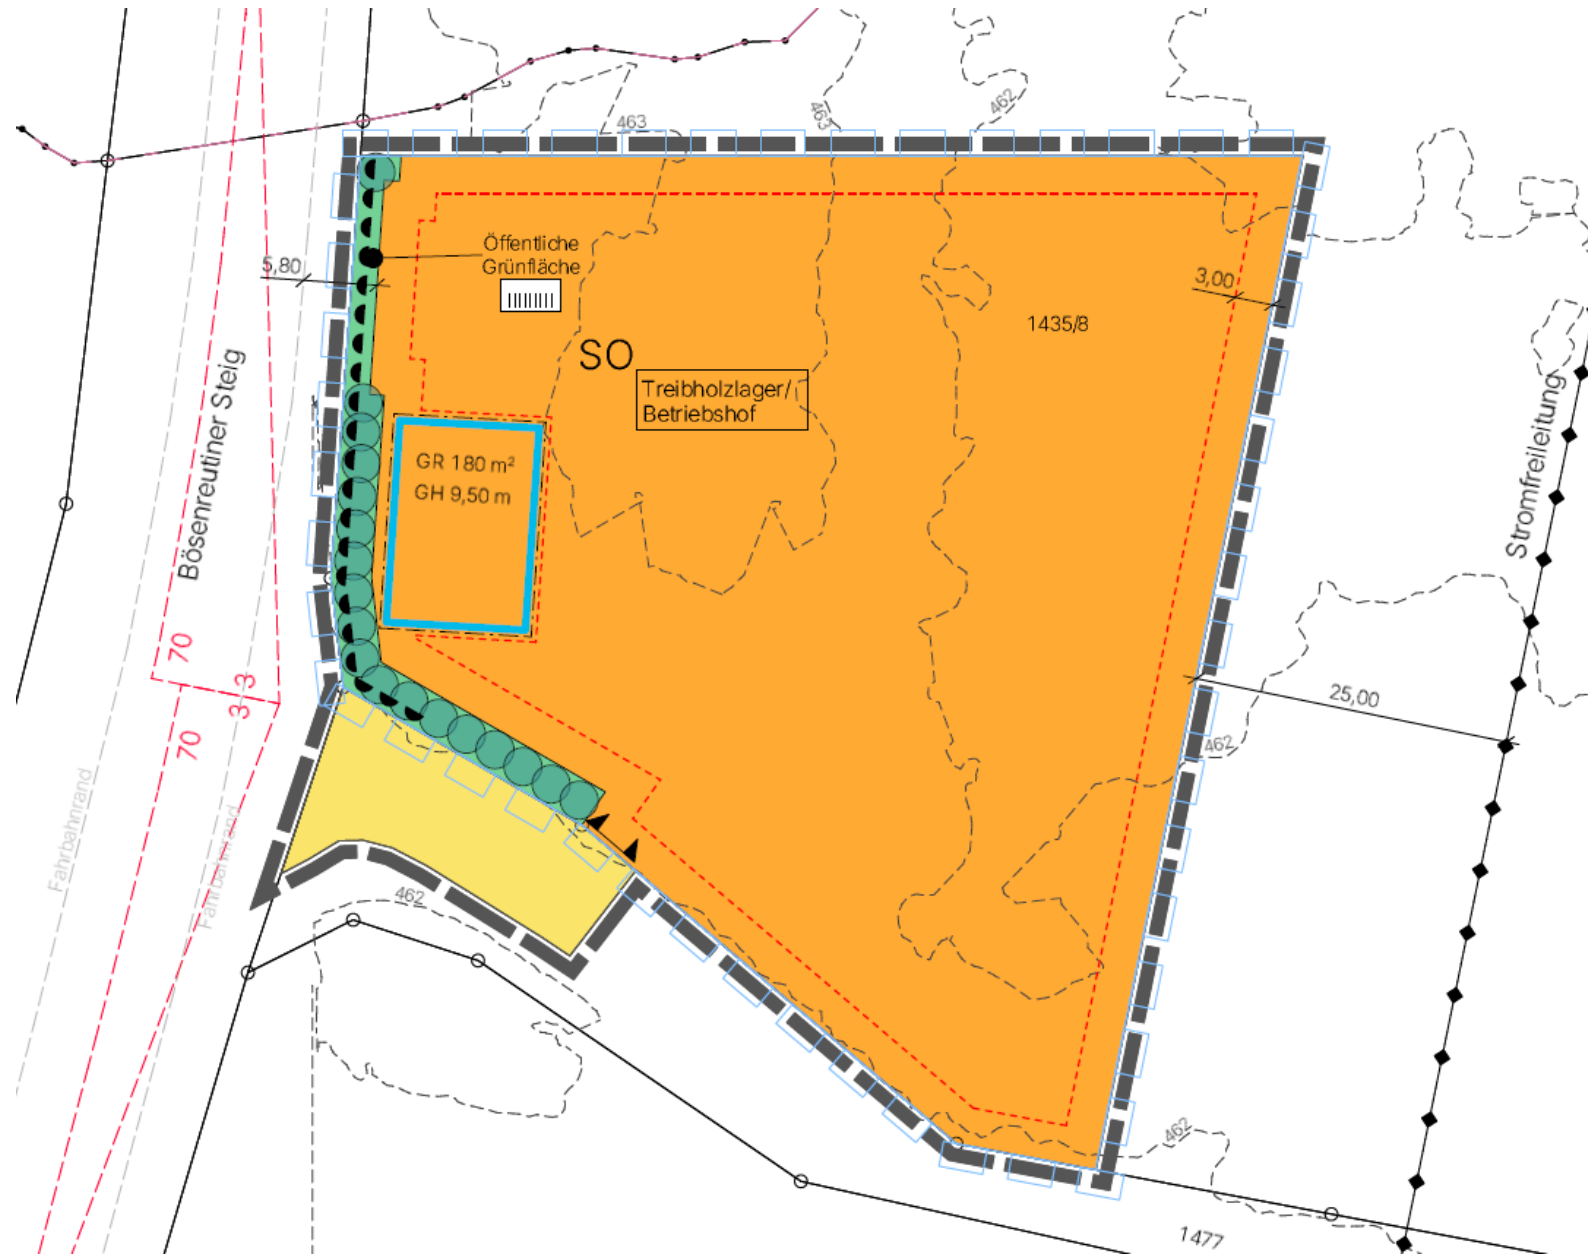 463
463
462
5,80
Öffentliche
Grünfläche
3,00
1435/8
SO
Treibholzlager/
Betriebshof
Bösenreutiner Steig
GR 180 m²
GH 9,50 m
Stromfreileitung
70
3
3
70
25,00
462
Fahrbahnrand
Fahrbahnrand
462
462
1477